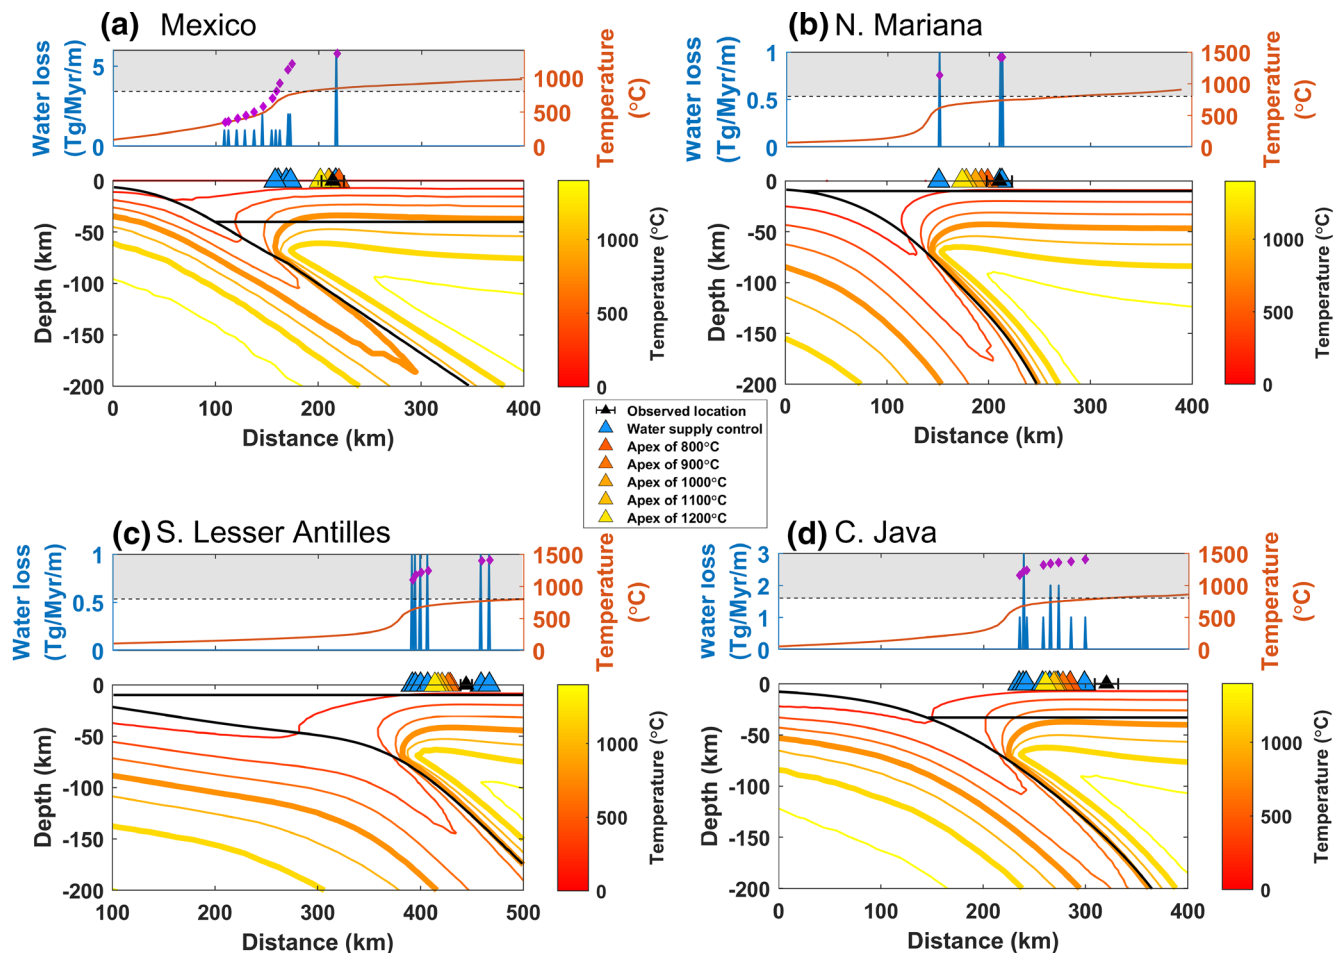 (a) Mexico
Water loss
(Tg/Myr/m)
5
0
1000
500
0
Temperature
(°C)
0
-50
-100
-150
-200
Depth (km)
0 100 200 300 400
Distance (km)
1000
500
0
Temperature (°C)
(b) N. Mariana
Water loss
(Tg/Myr/m)
1
0.5
0
1500
1000
500
0
Temperature
(°C)
0
-50
-100
-150
-200
Depth (km)
0 100 200 300 400
Distance (km)
1000
500
0
Temperature (°C)
Observed location
Water supply control
Apex of 800°C
Apex of 900°C
Apex of 1000°C
Apex of 1100°C
Apex of 1200°C
(c) S. Lesser Antilles
Water loss
(Tg/Myr/m)
1
0.5
0
1500
1000
500
0
Temperature
(°C)
0
-50
-100
-150
-200
Depth (km)
100 200 300 400 500
Distance (km)
1000
500
0
Temperature (°C)
(d) C. Java
Water loss
(Tg/Myr/m)
3
2
1
0
1500
1000
500
0
Temperature
(°C)
0
-50
-100
-150
-200
Depth (km)
0 100 200 300 400
Distance (km)
1000
500
0
Temperature (°C)